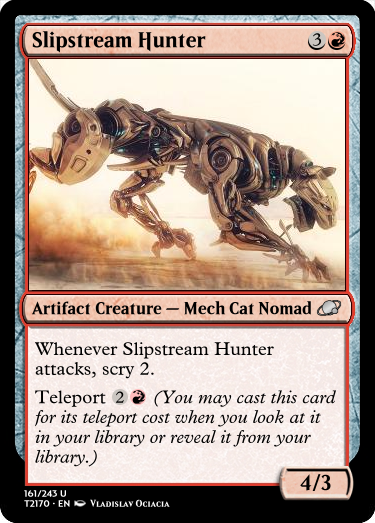 Slipstream Hunter 3
Artifact Creature — Mech Cat Nomad
Whenever Slipstream Hunter
attacks, scry 2.
Teleport 2 (You may cast this card
for its teleport cost when you look at it
in your library or reveal it from your
library.)
4/3
161/243 U
T2170 • EN Vladislav Ociacia